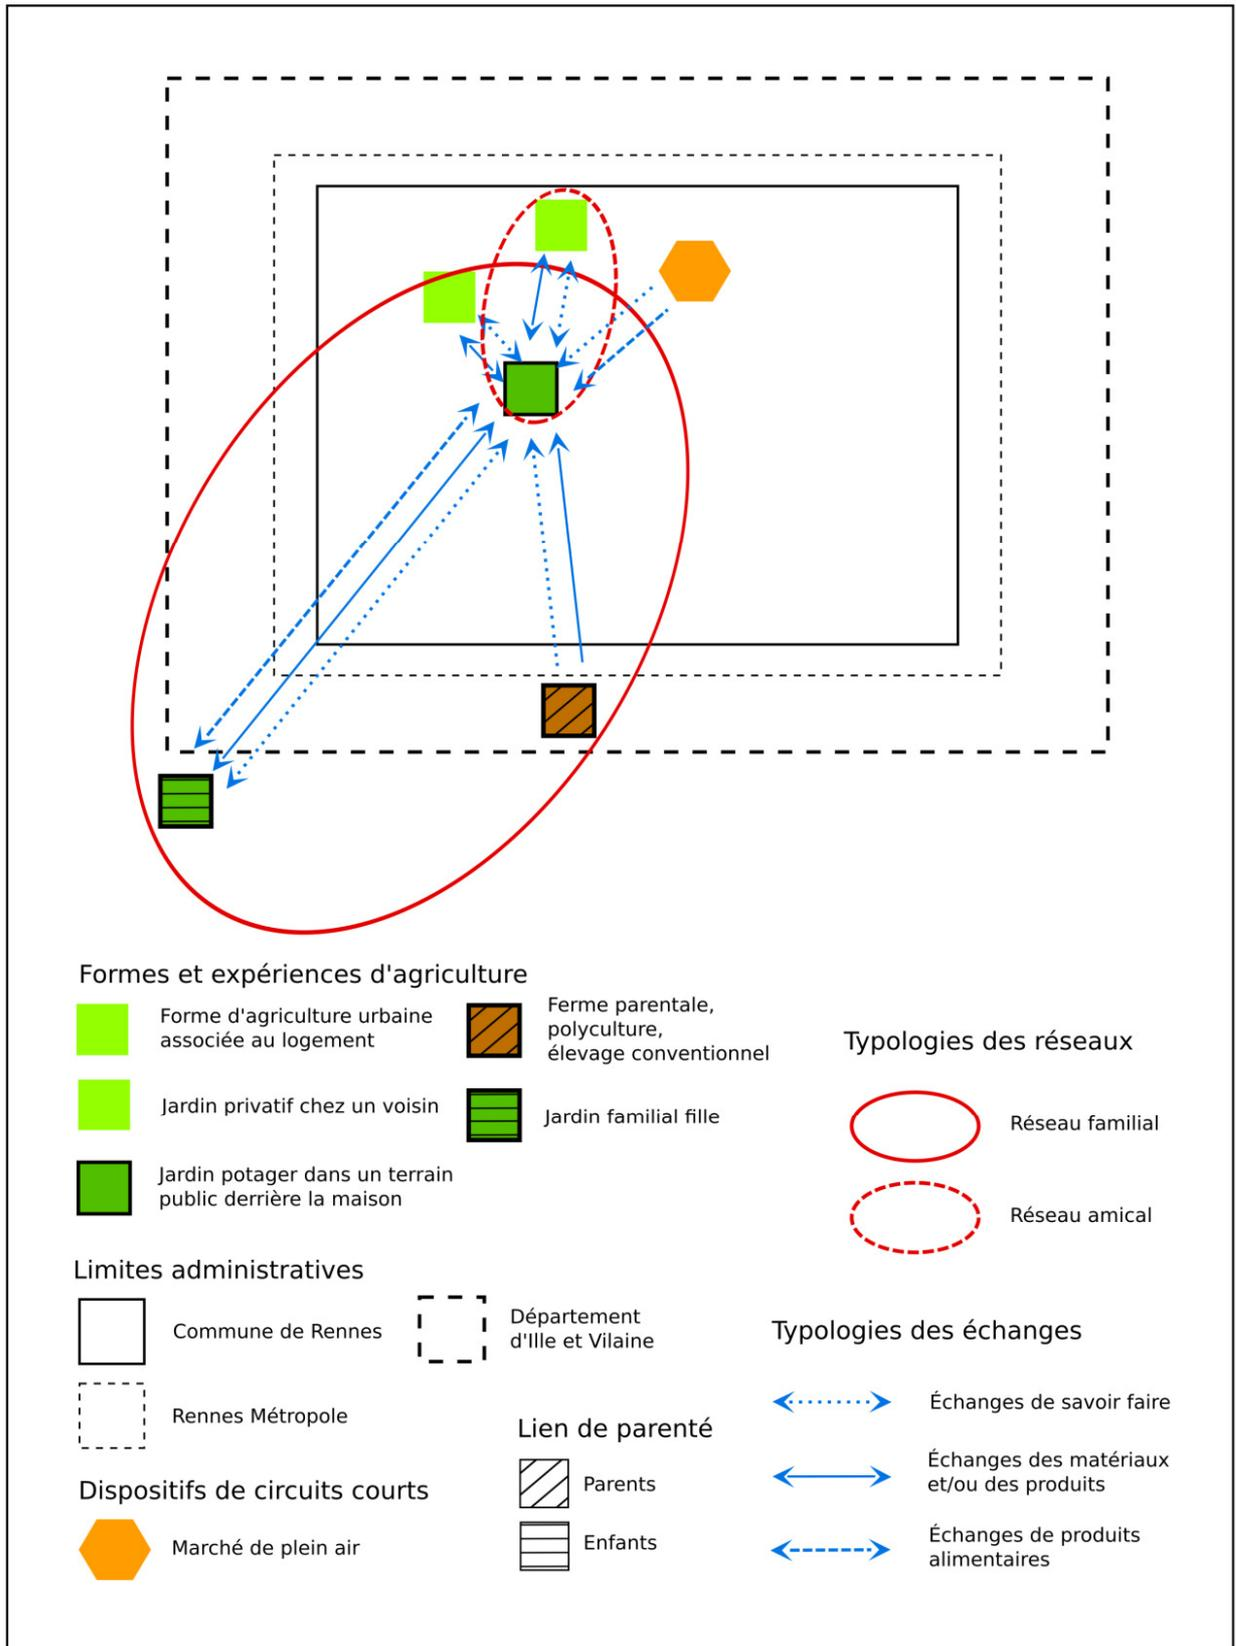 Formes et expériences d'agriculture
Forme d'agriculture urbaine
associée au logement
Jardin privatif chez un voisin
Jardin potager dans un terrain
public derrière la maison
Ferme parentale,
polyculture,
élevage conventionnel
Jardin familial fille
Typologies des réseaux
Réseau familial
Réseau amical
Limites administratives
Commune de Rennes
Rennes Métropole
Département
d'Ille et Vilaine
Dispositifs de circuits courts
Marché de plein air
Lien de parenté
Parents
Enfants
Typologies des échanges
Échanges de savoir faire
Échanges des matériaux
et/ou des produits
Échanges de produits
alimentaires